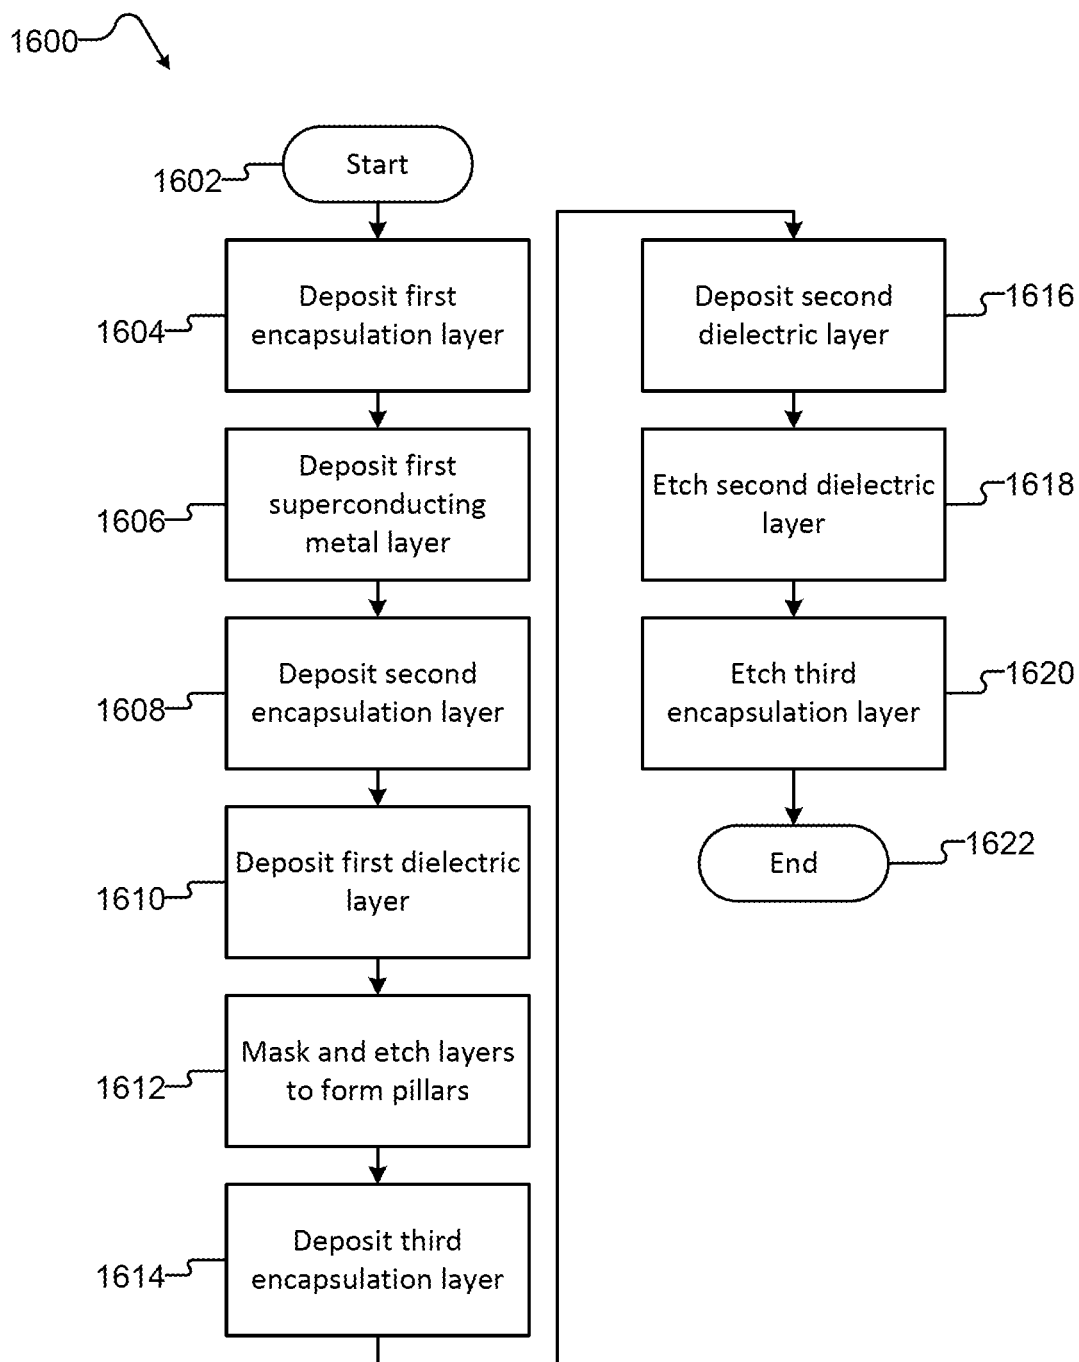 1600
Start
1602
Deposit first
encapsulation layer
1604
Deposit first
superconducting
metal layer
1606
Deposit second
encapsulation layer
1608
Deposit first dielectric
layer
1610
Mask and etch layers
to form pillars
1612
Deposit third
encapsulation layer
1614
Deposit second
dielectric layer
1616
Etch second dielectric
layer
1618
Etch third
encapsulation layer
1620
End
1622